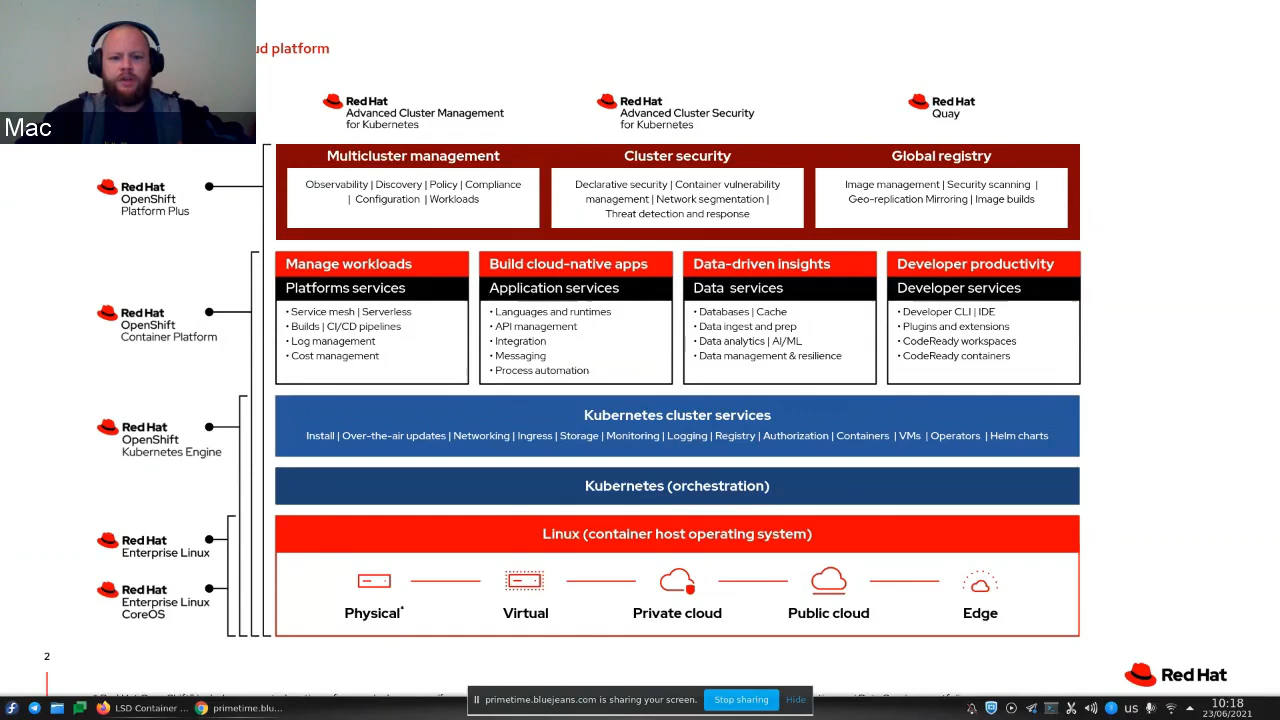 ud platform
Mac
Red Hat
Advanced Cluster Management
for Kubernetes
Red Hat
Advanced Cluster Security
for Kubernetes
Red Hat
Quay
Red Hat
OpenShift
Platform Plus
Multicluster management
Observability | Discovery | Policy | Compliance
| Configuration | Workloads
Cluster security
Declarative security | Container vulnerability
management | Network segmentation |
Threat detection and response
Global registry
Image management | Security scanning |
Geo-replication Mirroring | Image builds
Red Hat
OpenShift
Container Platform
Manage workloads
Platforms services
• Service mesh | Serverless
• Builds | CI/CD pipelines
• Log management
• Cost management
Build cloud-native apps
Application services
• Languages and runtimes
• API management
• Integration
• Messaging
• Process automation
Data-driven insights
Data services
• Databases | Cache
• Data ingest and prep
• Data analytics | AI/ML
• Data management & resilience
Developer productivity
Developer services
• Developer CLI | IDE
• Plugins and extensions
• CodeReady workspaces
• CodeReady containers
Red Hat
OpenShift
Kubernetes Engine
Kubernetes cluster services
Install | Over-the-air updates | Networking | Ingress | Storage | Monitoring | Logging | Registry | Authorization | Containers | VMs | Operators | Helm charts
Kubernetes (orchestration)
Red Hat
Enterprise Linux
Red Hat
Enterprise Linux
CoreOS
Linux (container host operating system)
Physical*
Virtual
Private cloud
Public cloud
Edge
2
Red Hat
primetime.bluejeans.com is sharing your screen.
Stop sharing
Hide
LSD Container ...
primetime.blu...
US
10:18
23/06/2021